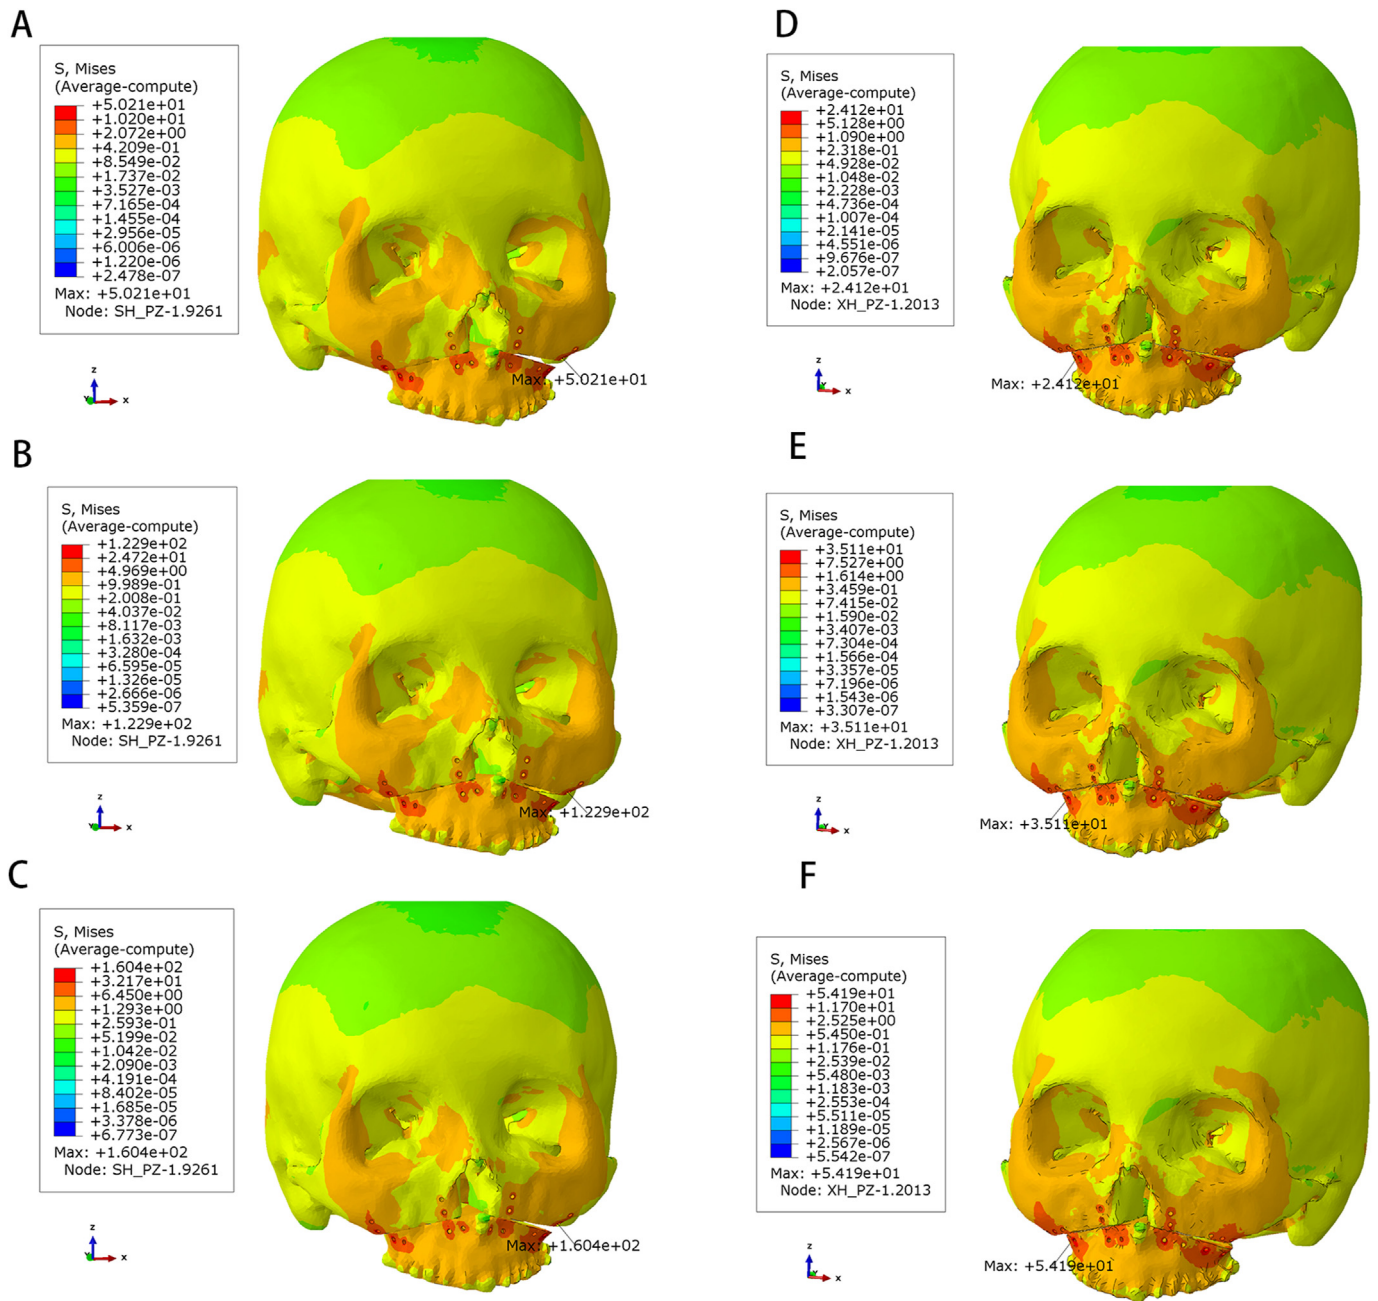 A
S, Mises
(Average-compute)
+5.021e+01
+1.020e+01
+2.072e+00
+4.209e-01
+8.549e-02
+1.737e-02
+3.527e-03
+7.165e-04
+1.455e-04
+2.956e-05
+6.006e-06
+1.220e-06
+2.478e-07
Max: +5.021e+01
Node: SH_PZ-1.9261
Max: +5.021e+01
z
Y
x
D
S, Mises
(Average-compute)
+2.412e+01
+5.128e+00
+1.090e+00
+2.318e-01
+4.928e-02
+1.048e-02
+2.228e-03
+4.736e-04
+1.007e-04
+2.141e-05
+4.551e-06
+9.676e-07
+2.057e-07
Max: +2.412e+01
Node: XH_PZ-1.2013
Max: +2.412e+01
z
Y
x
B
S, Mises
(Average-compute)
+1.229e+02
+2.472e+01
+4.969e+00
+9.989e-01
+2.008e-01
+4.037e-02
+8.117e-03
+1.632e-03
+3.280e-04
+6.595e-05
+1.326e-05
+2.666e-06
+5.359e-07
Max: +1.229e+02
Node: SH_PZ-1.9261
Max: +1.229e+02
z
Y
x
E
S, Mises
(Average-compute)
+3.511e+01
+7.527e+00
+1.614e+00
+3.459e-01
+7.415e-02
+1.590e-02
+3.407e-03
+7.304e-04
+1.566e-04
+3.357e-05
+7.196e-06
+1.543e-06
+3.307e-07
Max: +3.511e+01
Node: XH_PZ-1.2013
Max: +3.511e+01
z
Y
x
C
S, Mises
(Average-compute)
+1.604e+02
+3.217e+01
+6.450e+00
+1.293e+00
+2.593e-01
+5.199e-02
+1.042e-02
+2.090e-03
+4.191e-04
+8.402e-05
+1.685e-05
+3.378e-06
+6.773e-07
Max: +1.604e+02
Node: SH_PZ-1.9261
Max: +1.604e+02
z
Y
x
F
S, Mises
(Average-compute)
+5.419e+01
+1.170e+01
+2.525e+00
+5.450e-01
+1.176e-01
+2.539e-02
+5.480e-03
+1.183e-03
+2.553e-04
+5.511e-05
+1.189e-05
+2.567e-06
+5.542e-07
Max: +5.419e+01
Node: XH_PZ-1.2013
Max: +5.419e+01
z
Y
x